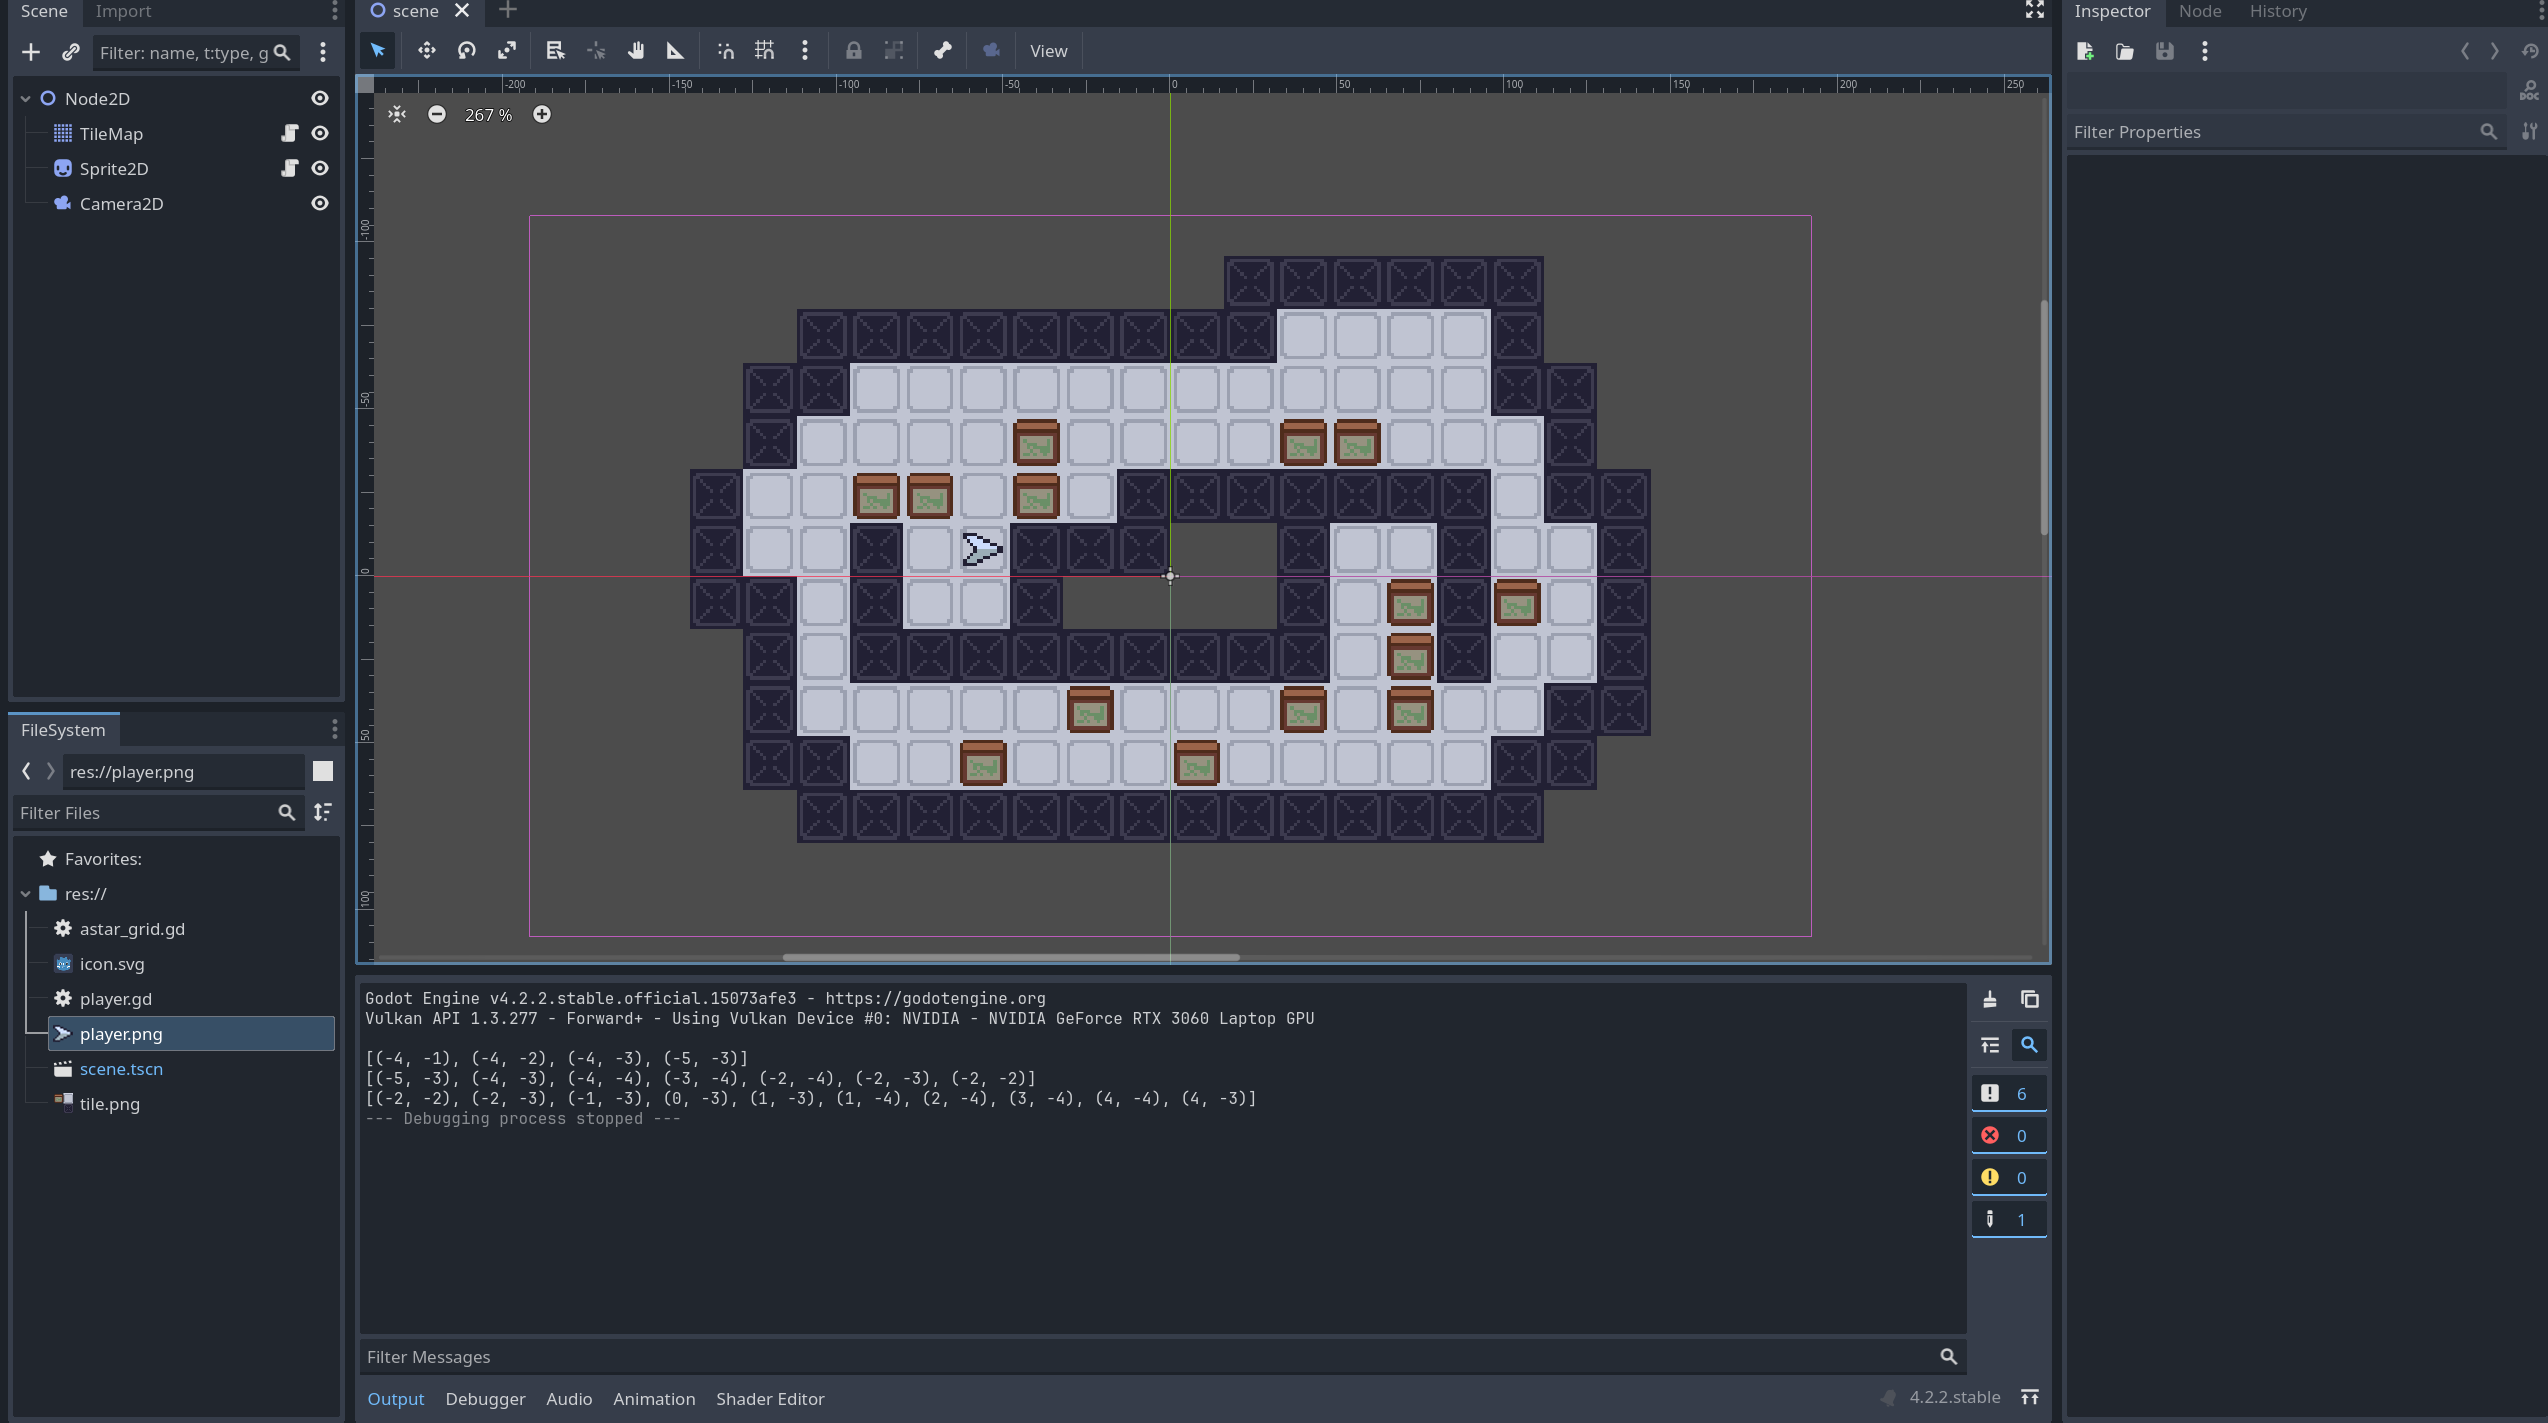 Scene Import
Filter: name, t:type, g
Node2D
TileMap
Sprite2D
Camera2D
FileSystem
res://player.png
Filter Files
Favorites:
res://
astar_grid.gd
icon.svg
player.gd
player.png
scene.tscn
tile.png
scene
View
-200 -150 -100 -50 0 50 100 150 200 250
267 %
-100
-50
0
50
100
Godot Engine v4.2.2.stable.official.15073afe3 - https://godotengine.org
Vulkan API 1.3.277 - Forward+ - Using Vulkan Device #0: NVIDIA - NVIDIA GeForce RTX 3060 Laptop GPU
[(-4, -1), (-4, -2), (-4, -3), (-5, -3)]
[(-5, -3), (-4, -3), (-4, -4), (-3, -4), (-2, -4), (-2, -3), (-2, -2)]
[(-2, -2), (-2, -3), (-1, -3), (0, -3), (1, -3), (1, -4), (2, -4), (3, -4), (4, -4), (4, -3)]
--- Debugging process stopped ---
6
0
0
1
Filter Messages
Output Debugger Audio Animation Shader Editor
4.2.2.stable
Inspector Node History
DOC
Filter Properties